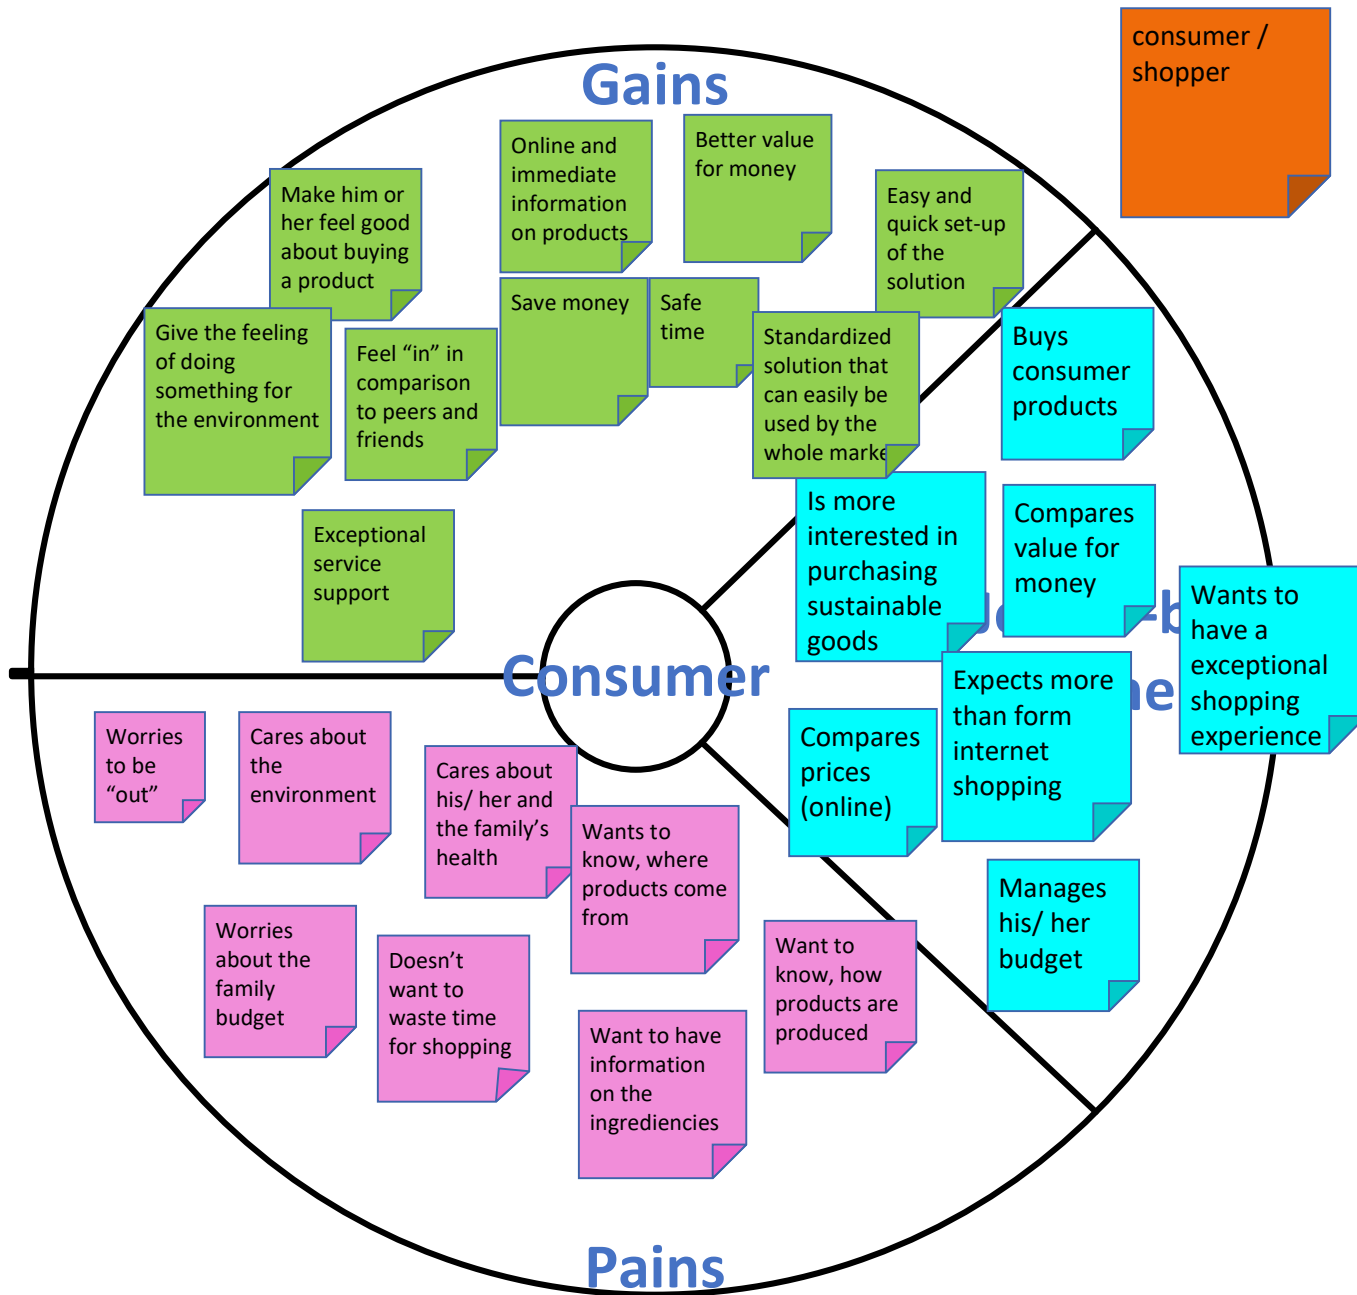 Gains
consumer /
shopper
Online and
immediate
information
on products
Better value
for money
Make him or
her feel good
about buying
a product
Easy and
quick set-up
of the
solution
Save money
Safe
time
Give the feeling
of doing
something for
the environment
Feel “in” in
comparison
to peers and
friends
Standardized
solution that
can easily be
used by the
whole marke
Buys
consumer
products
Exceptional
service
support
Is more
interested in
purchasing
sustainable
goods
Compares
value for
money
Wants to
have a
exceptional
shopping
experience
Consumer
Expects more
than form
internet
shopping
Compares
prices
(online)
Manages
his/ her
budget
Worries
to be
“out”
Cares about
the
environment
Cares about
his/ her and
the family’s
health
Wants to
know, where
products come
from
Worries
about the
family
budget
Doesn’t
want to
waste time
for shopping
Want to
know, how
products are
produced
Want to have
information
on the
ingrediencies
Pains